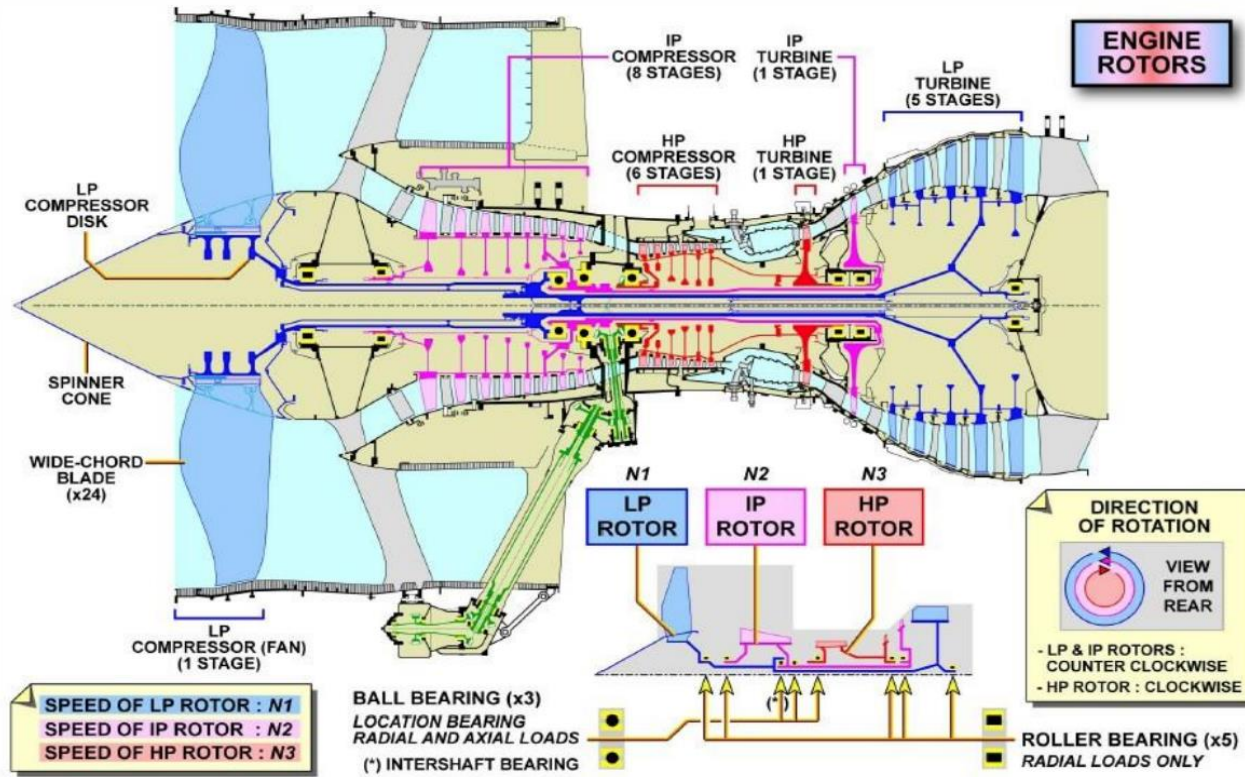 ENGINE
ROTORS
IP
COMPRESSOR
(8 STAGES)
IP
TURBINE
(1 STAGE)
LP
TURBINE
(5 STAGES)
HP
COMPRESSOR
(6 STAGES)
HP
TURBINE
(1 STAGE)
LP
COMPRESSOR
DISK
SPINNER
CONE
WIDE-CHORD
BLADE
(x24)
LP
COMPRESSOR (FAN)
(1 STAGE)
N1
LP
ROTOR
N2
IP
ROTOR
N3
HP
ROTOR
DIRECTION
OF ROTATION
VIEW
FROM
REAR
- LP & IP ROTORS :
COUNTER CLOCKWISE
- HP ROTOR : CLOCKWISE
SPEED OF LP ROTOR : N1
SPEED OF IP ROTOR : N2
SPEED OF HP ROTOR : N3
BALL BEARING (x3)
LOCATION BEARING
RADIAL AND AXIAL LOADS
(*) INTERSHAFT BEARING
(*)
ROLLER BEARING (x5)
RADIAL LOADS ONLY